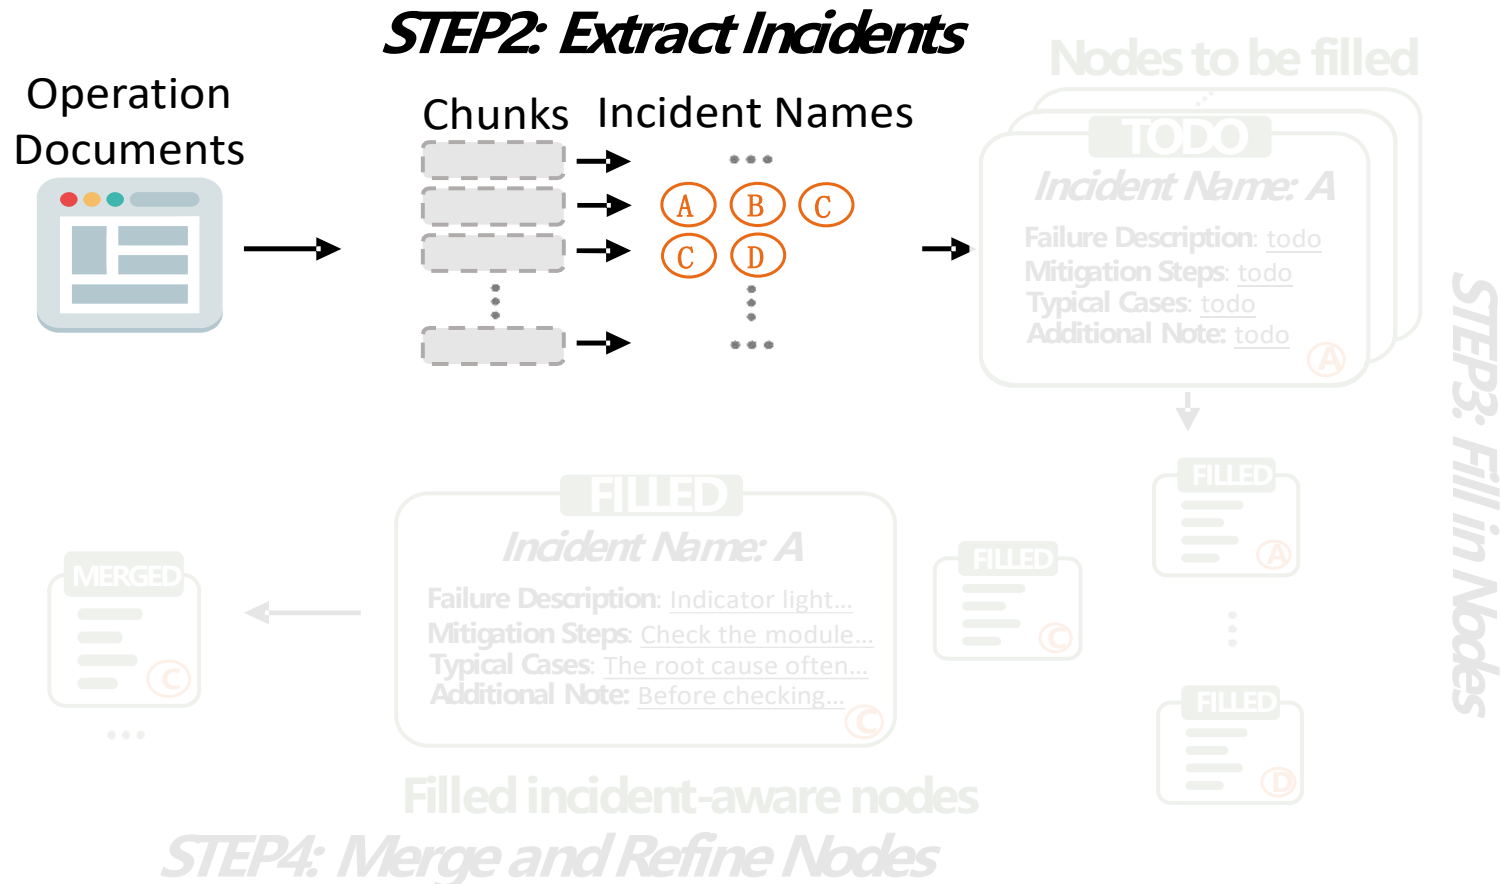 STEP2: Extract Incidents
Operation
Documents
Chunks
Incident Names
A B C
C D
Nodes to be filled
TODO
Incident Name: A
Failure Description: todo
Mitigation Steps: todo
Typical Cases: todo
Additional Note: todo
A
STEP3: Fill in Nodes
FILLED
A
FILLED
C
FILLED
D
FILLED
Incident Name: A
Failure Description: Indicator light...
Mitigation Steps: Check the module...
Typical Cases: The root cause often...
Additional Note: Before checking...
C
Filled incident-aware nodes
MERGED
C
STEP4: Merge and Refine Nodes